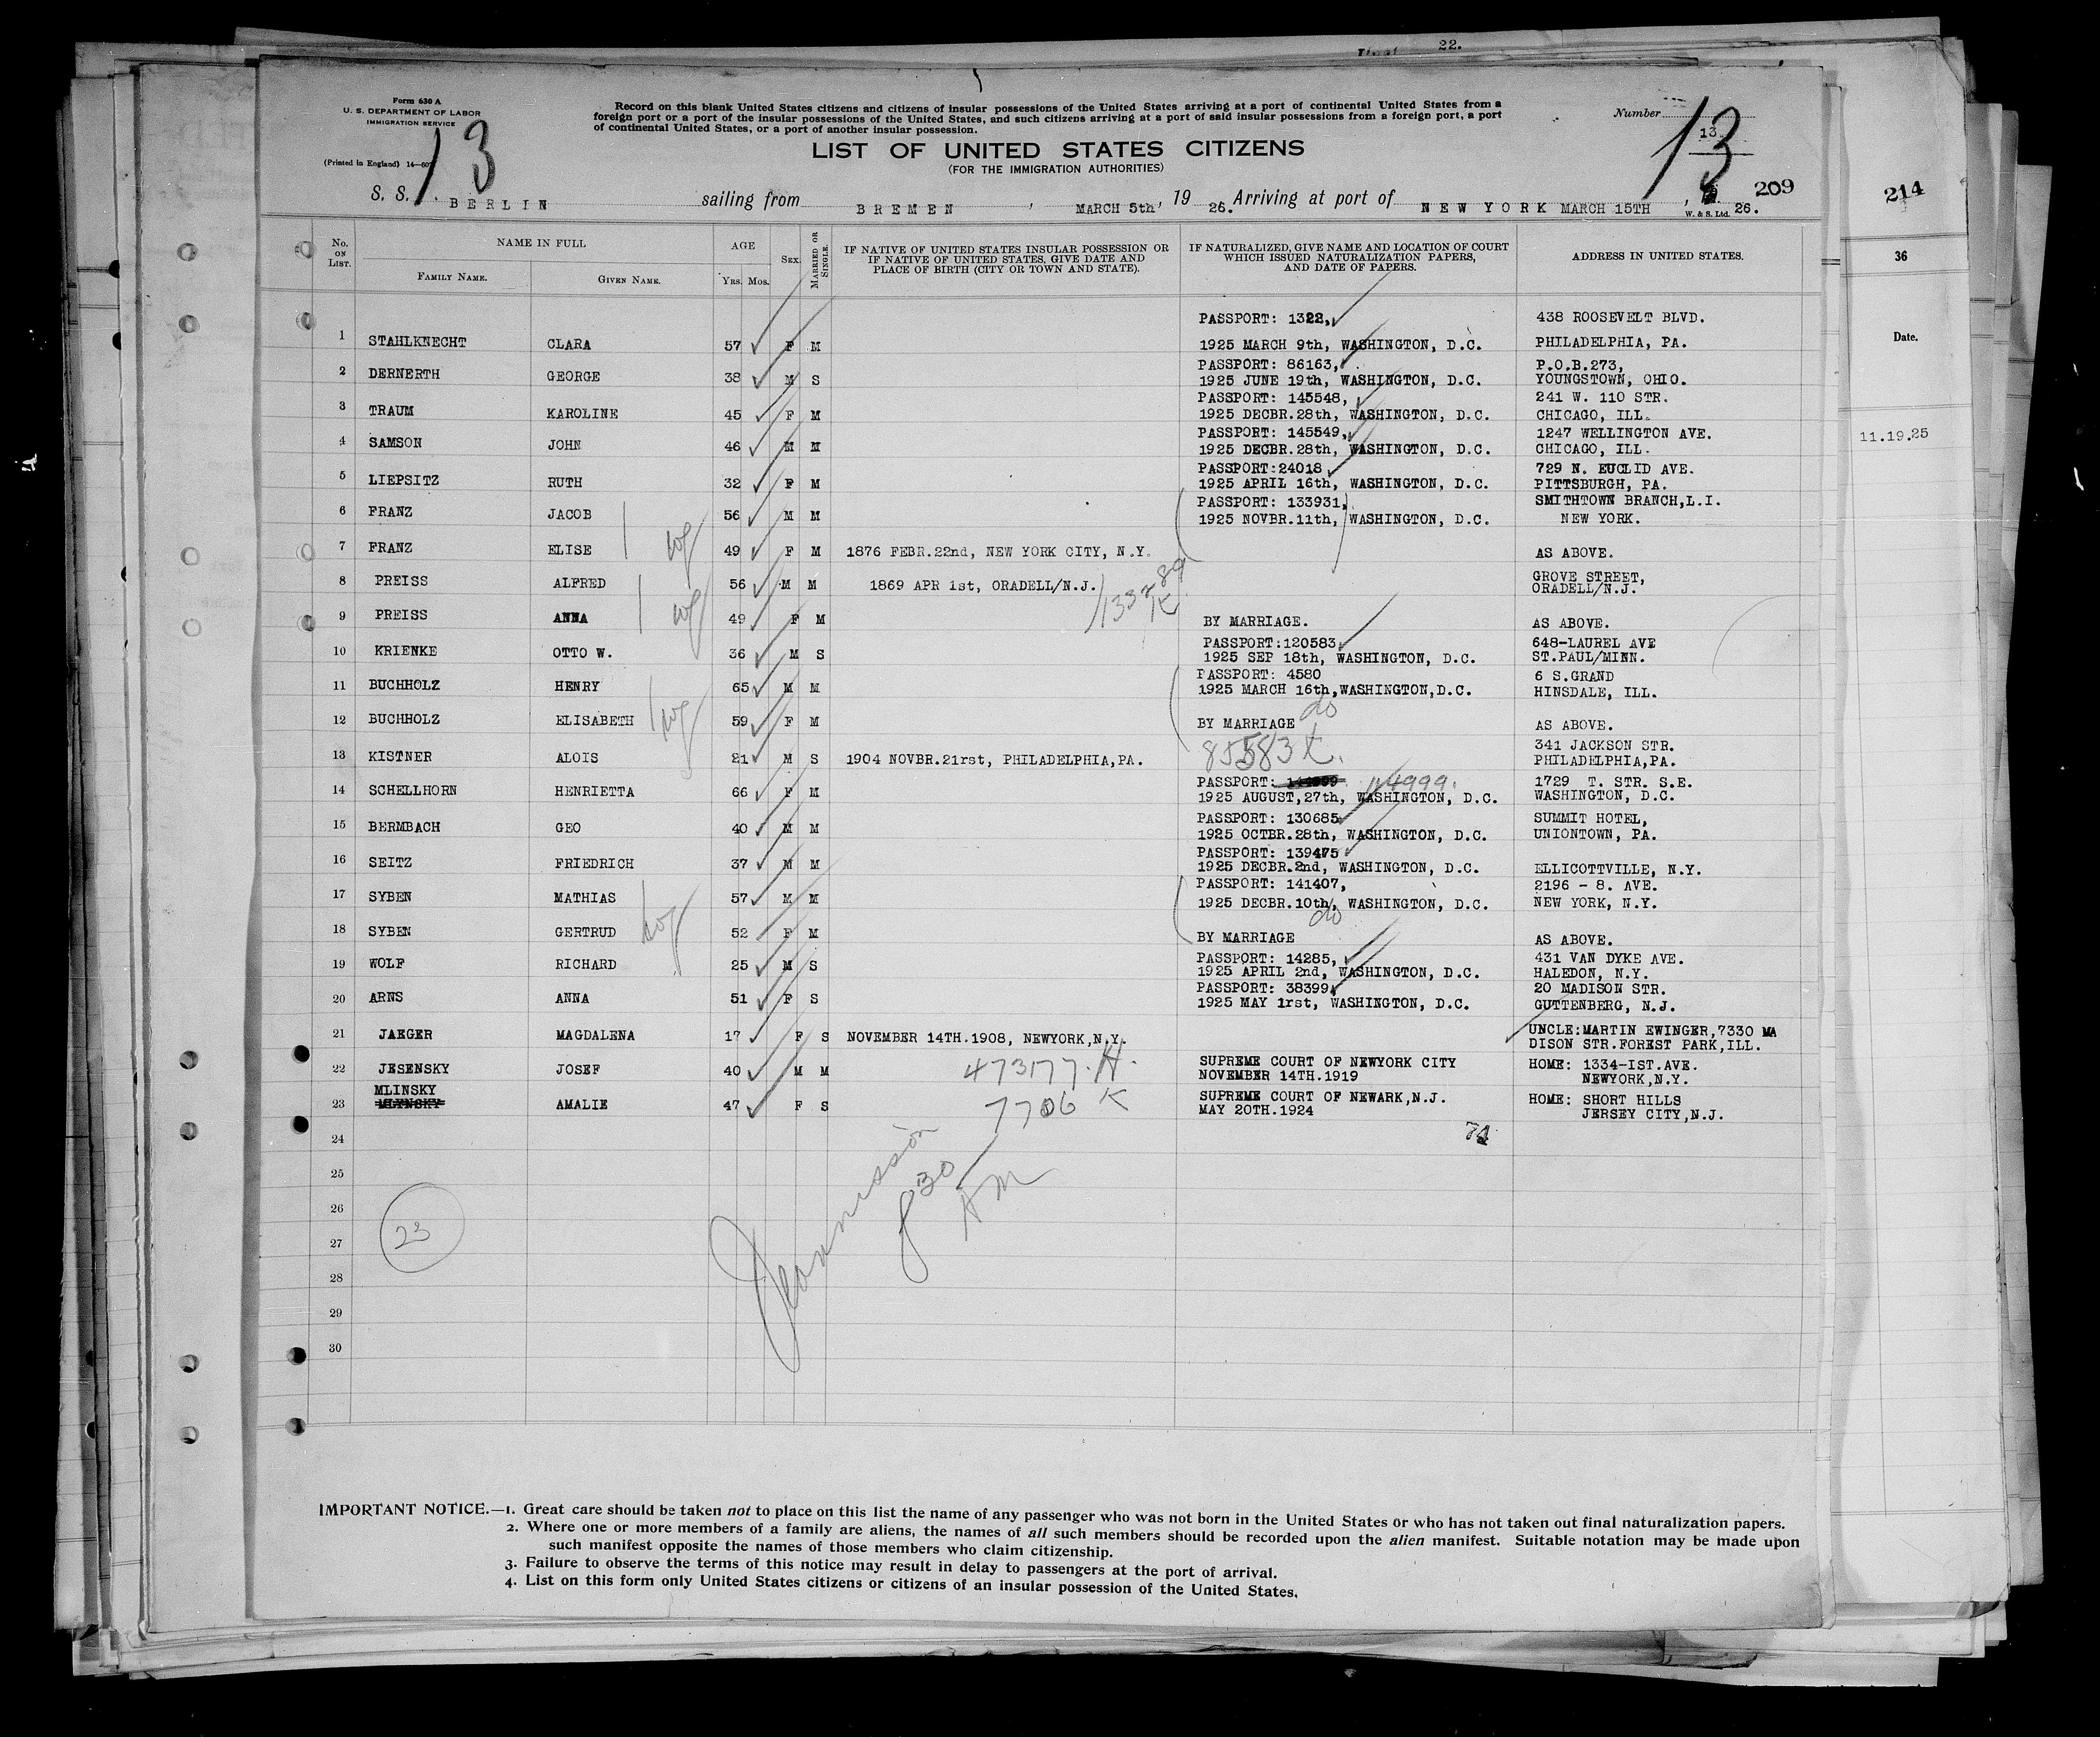 22.
Form 630 A
U. S. DEPARTMENT OF LABOR
IMMIGRATION SERVICE
(Printed in England) 14—60
13
Record on this blank United States citizens and citizens of insular possessions of the United States arriving at a port of continental United States from a
foreign port or a port of the insular possessions of the United States, and such citizens arriving at a port of said insular possessions from a foreign port, a port
of continental United States, or a port of another insular possession.
LIST OF UNITED STATES CITIZENS
(FOR THE IMMIGRATION AUTHORITIES)
Number
13
13
209
214
S. S. BERLIN sailing from BREMEN, MARCH 5th, 1926. Arriving at port of NEW YORK MARCH 15TH, 26.
W. & S. Ltd.
No. ON LIST.
NAME IN FULL
FAMILY NAME. GIVEN NAME.
AGE
YRS. MOS.
SEX.
MARRIED OR SINGLE.
IF NATIVE OF UNITED STATES INSULAR POSSESSION OR
IF NATIVE OF UNITED STATES, GIVE DATE AND
PLACE OF BIRTH (CITY OR TOWN AND STATE).
IF NATURALIZED, GIVE NAME AND LOCATION OF COURT
WHICH ISSUED NATURALIZATION PAPERS,
AND DATE OF PAPERS.
ADDRESS IN UNITED STATES.
36
Date.
11.19.25
PASSPORT: 1322, 438 ROOSEVELT BLVD.
1 STAHLKNECHT CLARA 57 F M 1925 MARCH 9th, WASHINGTON, D.C. PHILADELPHIA, PA.
PASSPORT: 86163, P.O.B.273,
2 DERNERTH GEORGE 38 M S 1925 JUNE 19th, WASHINGTON, D.C. YOUNGSTOWN, OHIO.
PASSPORT: 145548, 241 W. 110 STR.
3 TRAUM KAROLINE 45 F M 1925 DECBR.28th, WASHINGTON, D.C. CHICAGO, ILL.
PASSPORT: 145549, 1247 WELLINGTON AVE.
4 SAMSON JOHN 46 M M 1925 DECBR.28th, WASHINGTON, D.C. CHICAGO, ILL.
PASSPORT:24018 729 N. EUCLID AVE.
5 LIEPSITZ RUTH 32 F M 1925 APRIL 16th, WASHINGTON, D.C. PITTSBURGH, PA.
PASSPORT: 133931, SMITHTOWN BRANCH,L.I.
6 FRANZ JACOB 56 M M 1925 NOVBR.11th, WASHINGTON, D.C. NEW YORK.
7 FRANZ ELISE 49 F M 1876 FEBR.22nd, NEW YORK CITY, N.Y. AS ABOVE.
8 PREISS ALFRED 56 M M 1869 APR 1st, ORADELL/N.J. 133289 K GROVE STREET,
ORADELL/N.J.
9 PREISS ANNA 49 F M BY MARRIAGE. AS ABOVE.
PASSPORT:120583 648-LAUREL AVE
10 KRIENKE OTTO W. 36 M S 1925 SEP 18th, WASHINGTON, D.C. ST.PAUL/MINN.
PASSPORT: 4580 6 S.GRAND
11 BUCHHOLZ HENRY 65 M M 1925 MARCH 16th,WASHINGTON,D.C. HINSDALE, ILL.
12 BUCHHOLZ ELISABETH 59 F M BY MARRIAGE do AS ABOVE.
341 JACKSON STR.
13 KISTNER ALOIS 21 M S 1904 NOVBR.21rst, PHILADELPHIA,PA. 85583 K. PHILADELPHIA,PA.
PASSPORT: 114999. 1729 T. STR. S.E.
14 SCHELLHORN HENRIETTA 66 F M 1925 AUGUST,27th, WASHINGTON, D.C. WASHINGTON, D.C.
PASSPORT: 130685 SUMMIT HOTEL,
15 BERMBACH GEO 40 M M 1925 OCTBR.28th, WASHINGTON, D.C. UNIONTOWN, PA.
PASSPORT: 139475
16 SEITZ FRIEDRICH 37 M M 1925 DECBR.2nd, WASHINGTON, D.C. ELLICOTTVILLE, N.Y.
PASSPORT: 141407, 2196 - 8. AVE.
17 SYBEN MATHIAS 57 M M 1925 DECBR.10th, WASHINGTON, D.C. NEW YORK, N.Y.
18 SYBEN GERTRUD 52 F M BY MARRIAGE do AS ABOVE.
PASSPORT: 14285, 431 VAN DYKE AVE.
19 WOLF RICHARD 25 M S 1925 APRIL 2nd, WASHINGTON, D.C. HALEDON, N.Y.
PASSPORT: 38399, 20 MADISON STR.
20 ARNS ANNA 51 F S 1925 MAY 1rst, WASHINGTON, D.C. GUTTENBERG, N.J.
21 JAEGER MAGDALENA 17 F S NOVEMBER 14TH.1908, NEWYORK,N.Y. UNCLE:MARTIN EWINGER,7330 MA
DISON STR.FOREST PARK,ILL.
22 JESENSKY JOSEF 40 M M 473177. H. SUPREME COURT OF NEWYORK CITY HOME: 1334-IST.AVE.
NOVEMBER 14TH.1919 NEWYORK,N.Y.
MLINSKY
23 MLYNSKY AMALIE 47 F S 7706 K SUPREME COURT OF NEWARK,N.J. HOME: SHORT HILLS
MAY 20TH.1924 JERSEY CITY,N.J.
24
25
26
27
28
29
30
23
830
AM
IMPORTANT NOTICE.—1. Great care should be taken not to place on this list the name of any passenger who was not born in the United States or who has not taken out final naturalization papers.
2. Where one or more members of a family are aliens, the names of all such members should be recorded upon the alien manifest. Suitable notation may be made upon
such manifest opposite the names of those members who claim citizenship.
3. Failure to observe the terms of this notice may result in delay to passengers at the port of arrival.
4. List on this form only United States citizens or citizens of an insular possession of the United States.